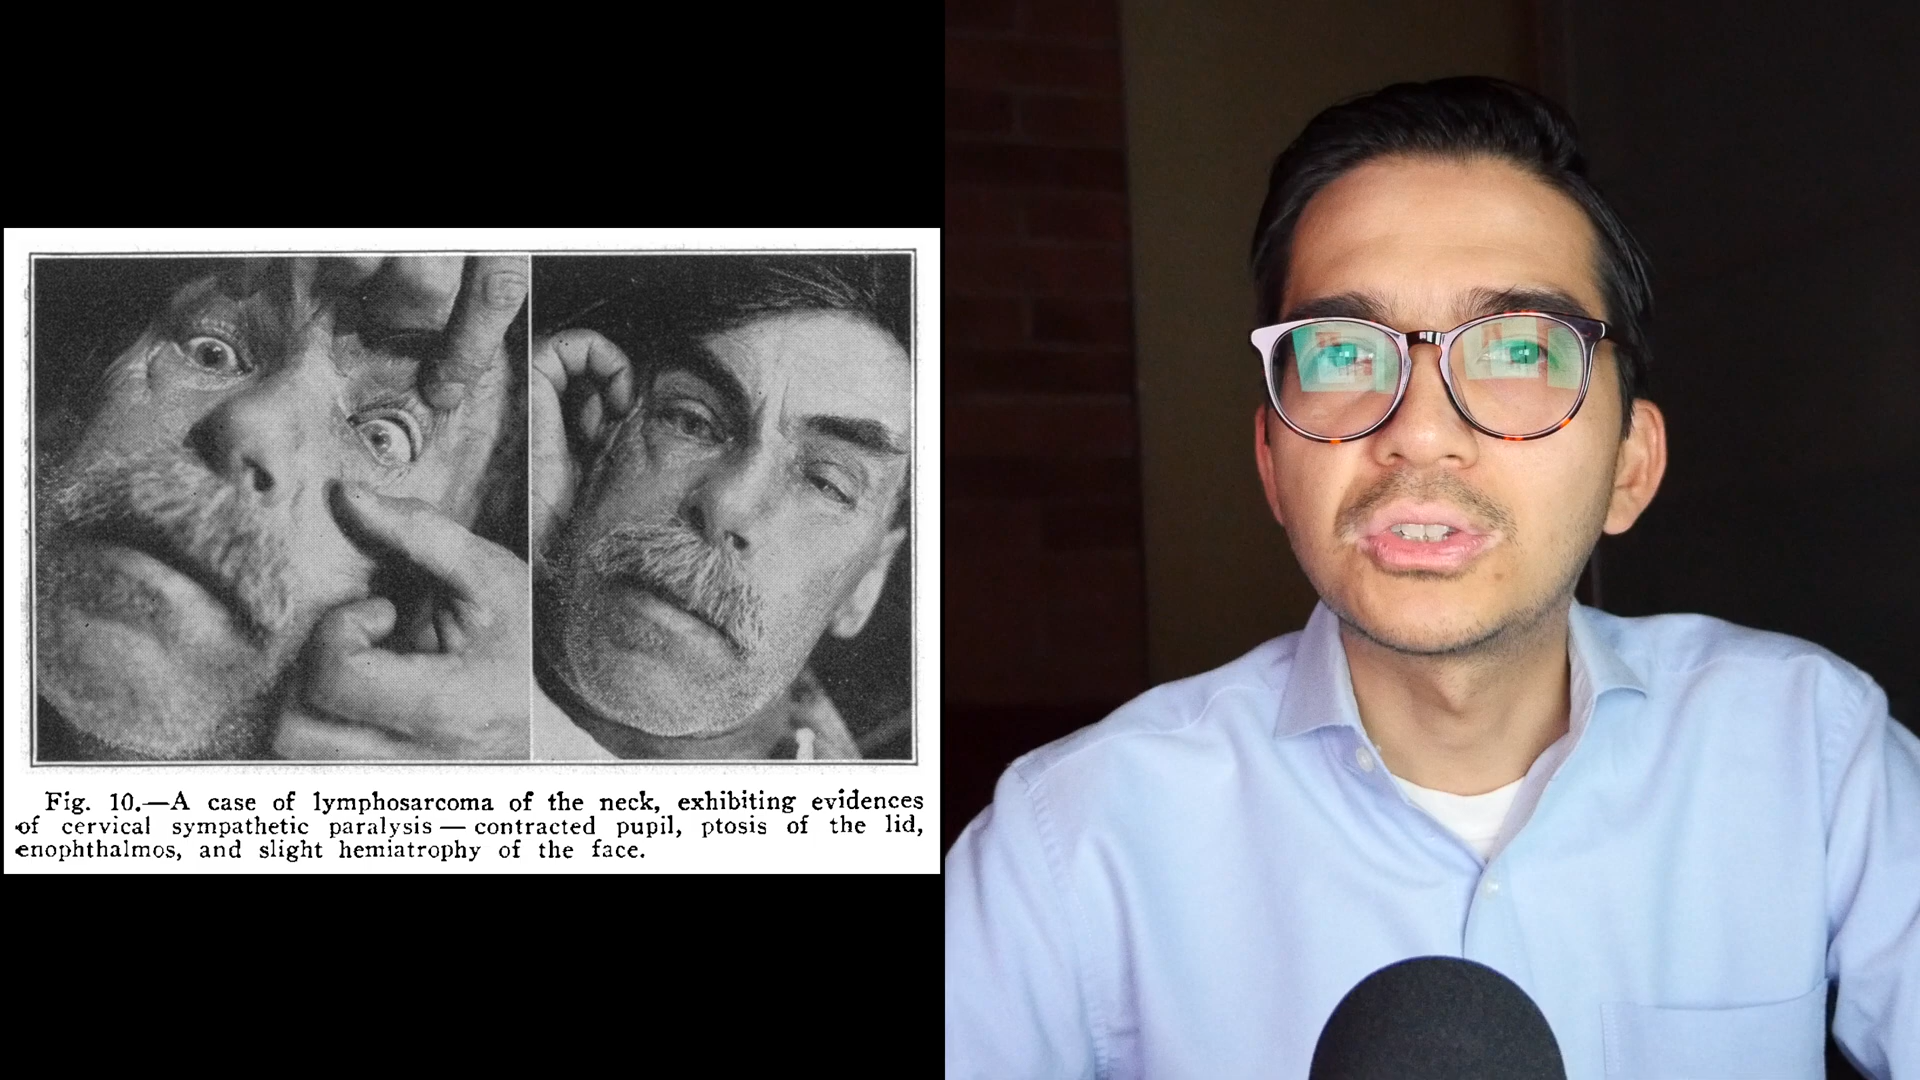 Fig. 10.—A case of lymphosarcoma of the neck, exhibiting evidences
of cervical sympathetic paralysis — contracted pupil, ptosis of the lid,
enophthalmos, and slight hemiatrophy of the face.